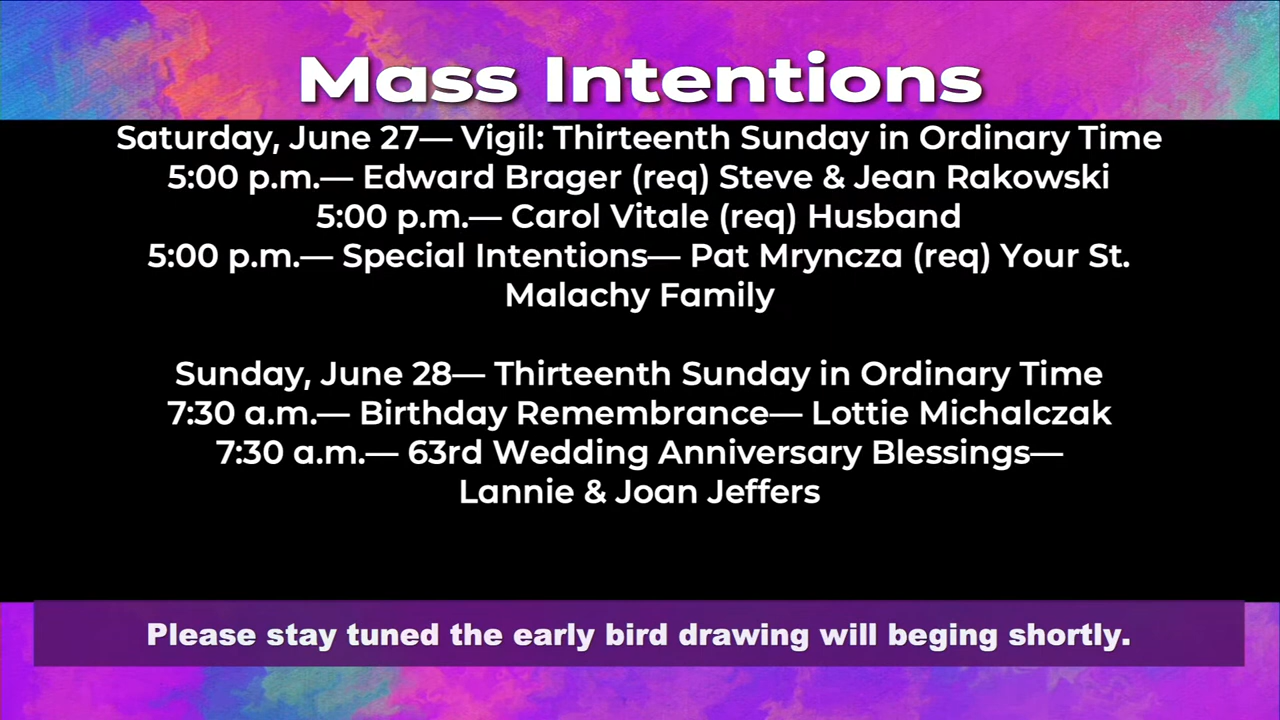 Mass Intentions
Saturday, June 27— Vigil: Thirteenth Sunday in Ordinary Time
5:00 p.m.— Edward Brager (req) Steve & Jean Rakowski
5:00 p.m.— Carol Vitale (req) Husband
5:00 p.m.— Special Intentions— Pat Mryncza (req) Your St.
Malachy Family
Sunday, June 28— Thirteenth Sunday in Ordinary Time
7:30 a.m.— Birthday Remembrance— Lottie Michalczak
7:30 a.m.— 63rd Wedding Anniversary Blessings—
Lannie & Joan Jeffers
Please stay tuned the early bird drawing will beging shortly.